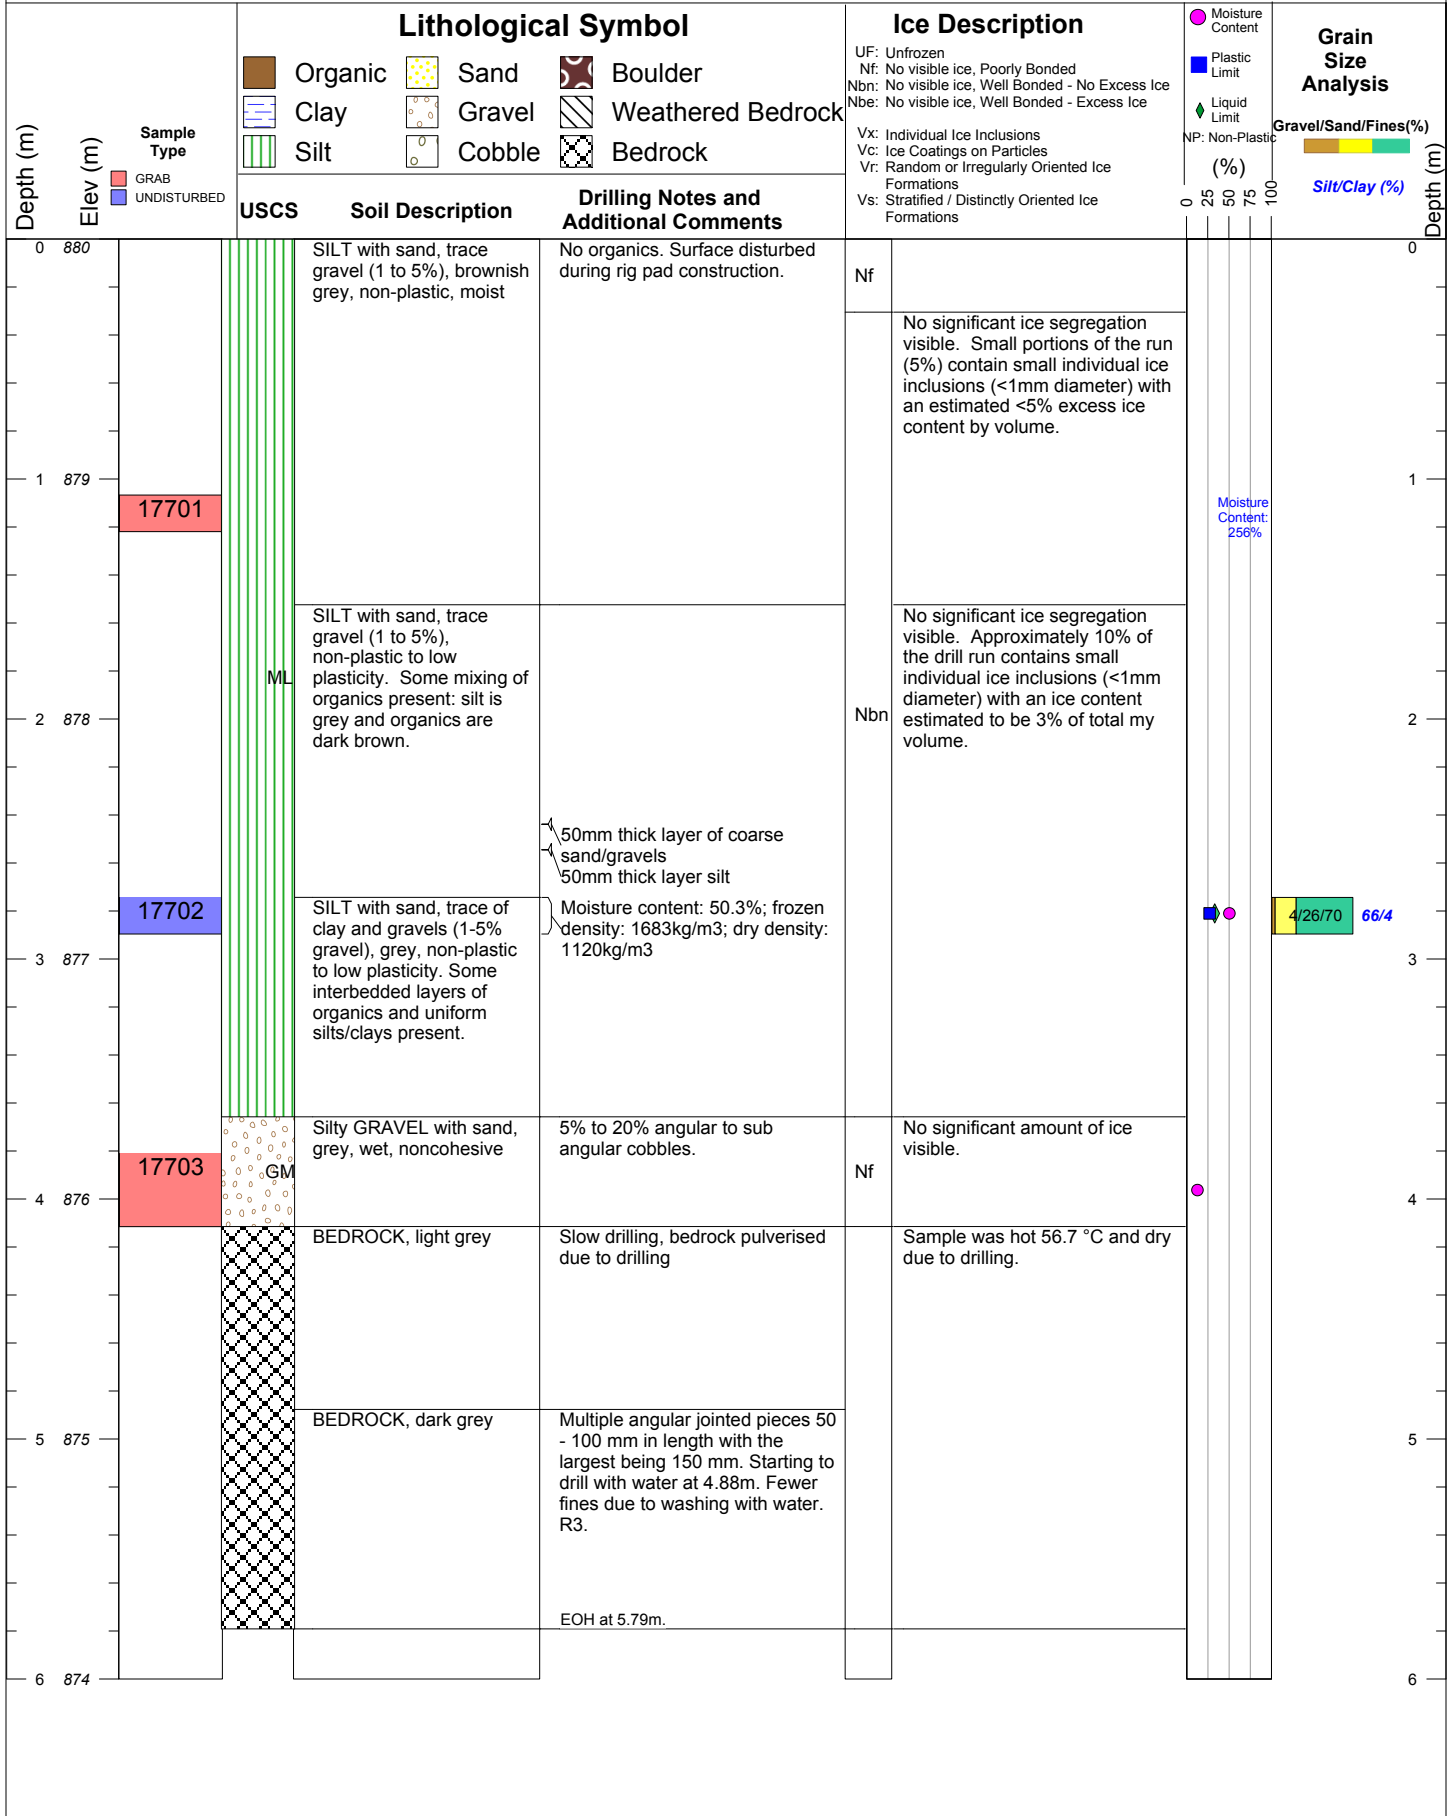 Lithological Symbol
Organic
Sand
Boulder
Clay
Gravel
Weathered Bedrock
Silt
Cobble
Bedrock
Ice Description
UF: Unfrozen
Nf: No visible ice, Poorly Bonded
Nbn: No visible ice, Well Bonded - No Excess Ice
Nbe: No visible ice, Well Bonded - Excess Ice
Vx: Individual Ice Inclusions
Vc: Ice Coatings on Particles
Vr: Random or Irregularly Oriented Ice
Formations
Vs: Stratified / Distinctly Oriented Ice
Formations
Moisture
Content
Plastic
Limit
Liquid
Limit
NP: Non-Plastic
(%)
0 25 50 75 100
Grain
Size
Analysis
Gravel/Sand/Fines(%)
Silt/Clay (%)
Depth (m)
Depth (m)
Elev (m)
Sample
Type
GRAB
UNDISTURBED
USCS
Soil Description
Drilling Notes and
Additional Comments
0 880
0
SILT with sand, trace
gravel (1 to 5%), brownish
grey, non-plastic, moist
No organics. Surface disturbed
during rig pad construction.
Nf
No significant ice segregation
visible. Small portions of the run
(5%) contain small individual ice
inclusions (<1mm diameter) with
an estimated <5% excess ice
content by volume.
1 879
1
17701
Moisture
Content:
256%
SILT with sand, trace
gravel (1 to 5%),
non-plastic to low
plasticity. Some mixing of
organics present: silt is
grey and organics are
dark brown.
ML
Nbn
No significant ice segregation
visible. Approximately 10% of
the drill run contains small
individual ice inclusions (<1mm
diameter) with an ice content
estimated to be 3% of total my
volume.
2 878
2
50mm thick layer of coarse
sand/gravels
50mm thick layer silt
17702
SILT with sand, trace of
clay and gravels (1-5%
gravel), grey, non-plastic
to low plasticity. Some
interbedded layers of
organics and uniform
silts/clays present.
Moisture content: 50.3%; frozen
density: 1683kg/m3; dry density:
1120kg/m3
4/26/70
66/4
3 877
3
Silty GRAVEL with sand,
grey, wet, noncohesive
5% to 20% angular to sub
angular cobbles.
No significant amount of ice
visible.
17703
GM
Nf
4 876
4
BEDROCK, light grey
Slow drilling, bedrock pulverised
due to drilling
Sample was hot 56.7 °C and dry
due to drilling.
BEDROCK, dark grey
Multiple angular jointed pieces 50
- 100 mm in length with the
largest being 150 mm. Starting to
drill with water at 4.88m. Fewer
fines due to washing with water.
R3.
5 875
5
EOH at 5.79m.
6 874
6